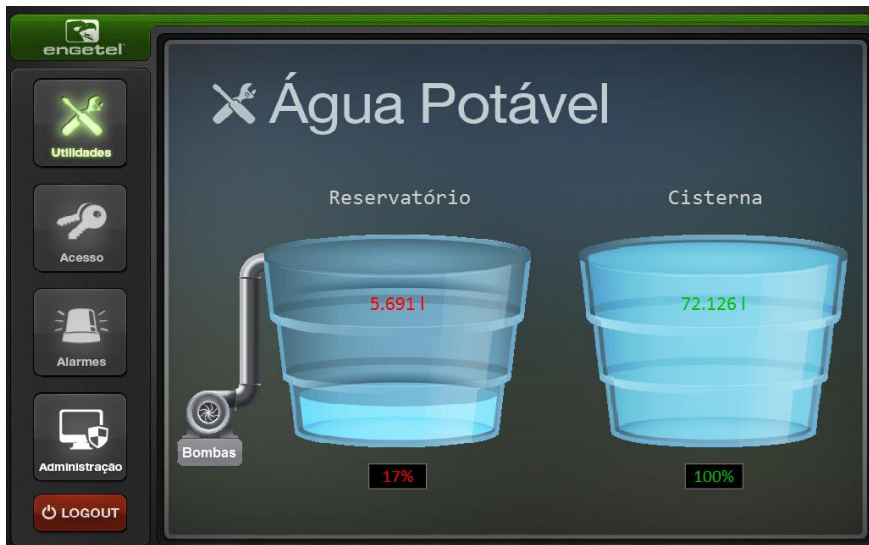 enGetel
Utilidades
Acesso
Alarmes
Administração
LOGOUT
Água Potável
Reservatório
Cisterna
5.691 l
72.126 l
Bombas
17%
100%